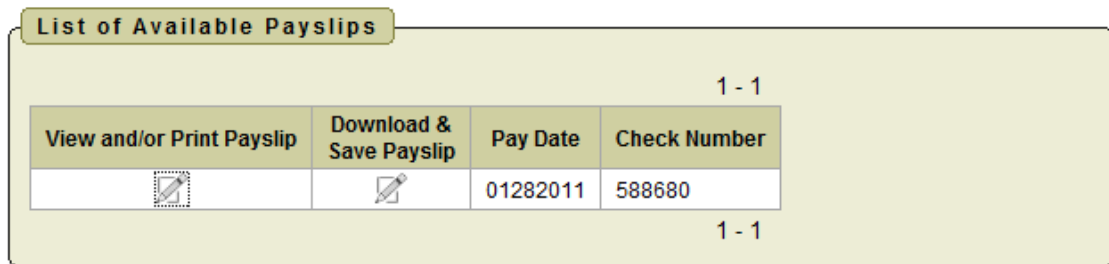 List of Available Payslips
1 - 1
View and/or Print Payslip Download & Save Payslip Pay Date Check Number
01282011 588680
1 - 1